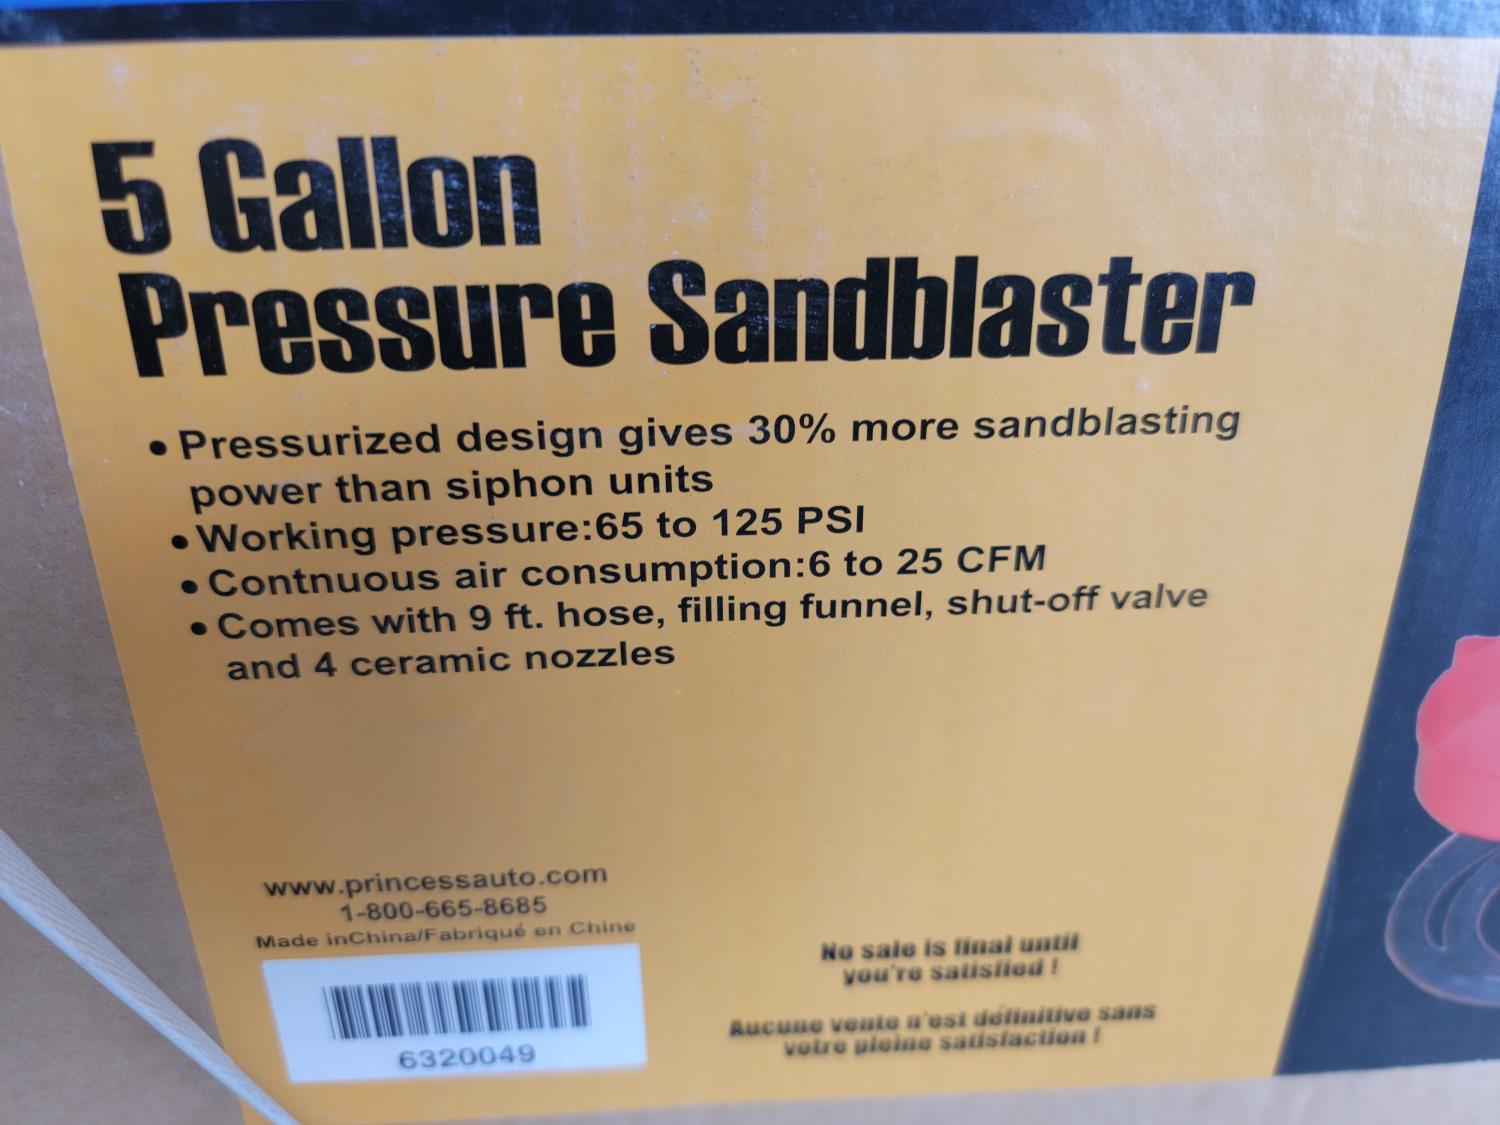 5 Gallon
Pressure Sandblaster
• Pressurized design gives 30% more sandblasting
power than siphon units
• Working pressure:65 to 125 PSI
• Contnuous air consumption:6 to 25 CFM
• Comes with 9 ft. hose, filling funnel, shut-off valve
and 4 ceramic nozzles
www.princessauto.com
1-800-665-8685
Made inChina/Fabriqué en Chine
6320049
No sale is final until
you're satisfied !
Aucune vente n'est définitive sans
votre pleine satisfaction !